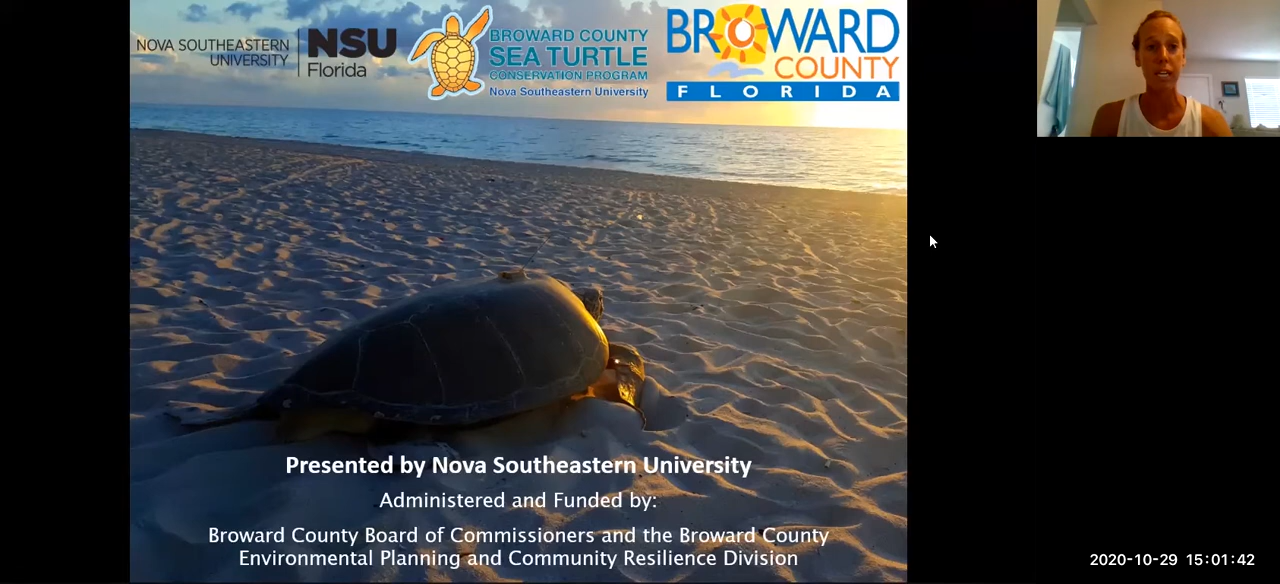 NOVA SOUTHEASTERN
UNIVERSITY
NSU
Florida
BROWARD COUNTY
SEA TURTLE
CONSERVATION PROGRAM
Nova Southeastern University
BROWARD
COUNTY
FLORIDA
Presented by Nova Southeastern University
Administered and Funded by:
Broward County Board of Commissioners and the Broward County
Environmental Planning and Community Resilience Division
2020-10-29 15:01:42